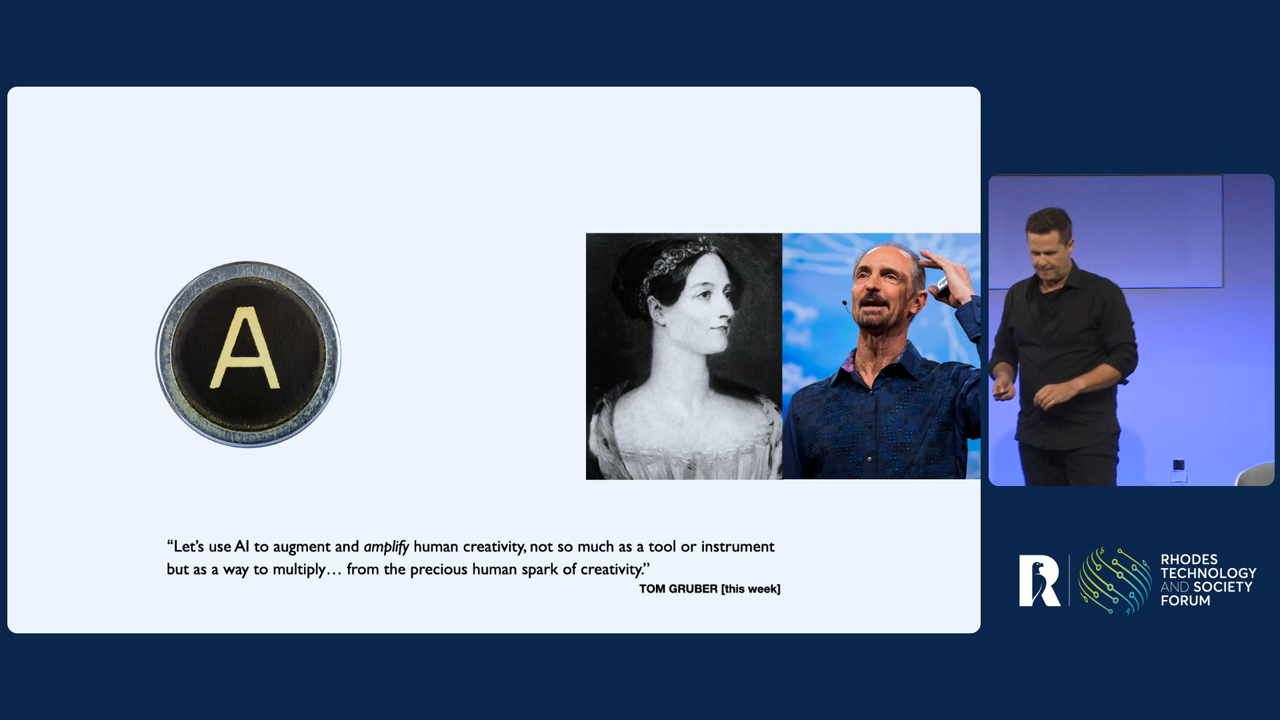 A
“Let’s use AI to augment and amplify human creativity, not so much as a tool or instrument
but as a way to multiply… from the precious human spark of creativity.”
TOM GRUBER [this week]
R
RHODES
TECHNOLOGY
AND SOCIETY
FORUM